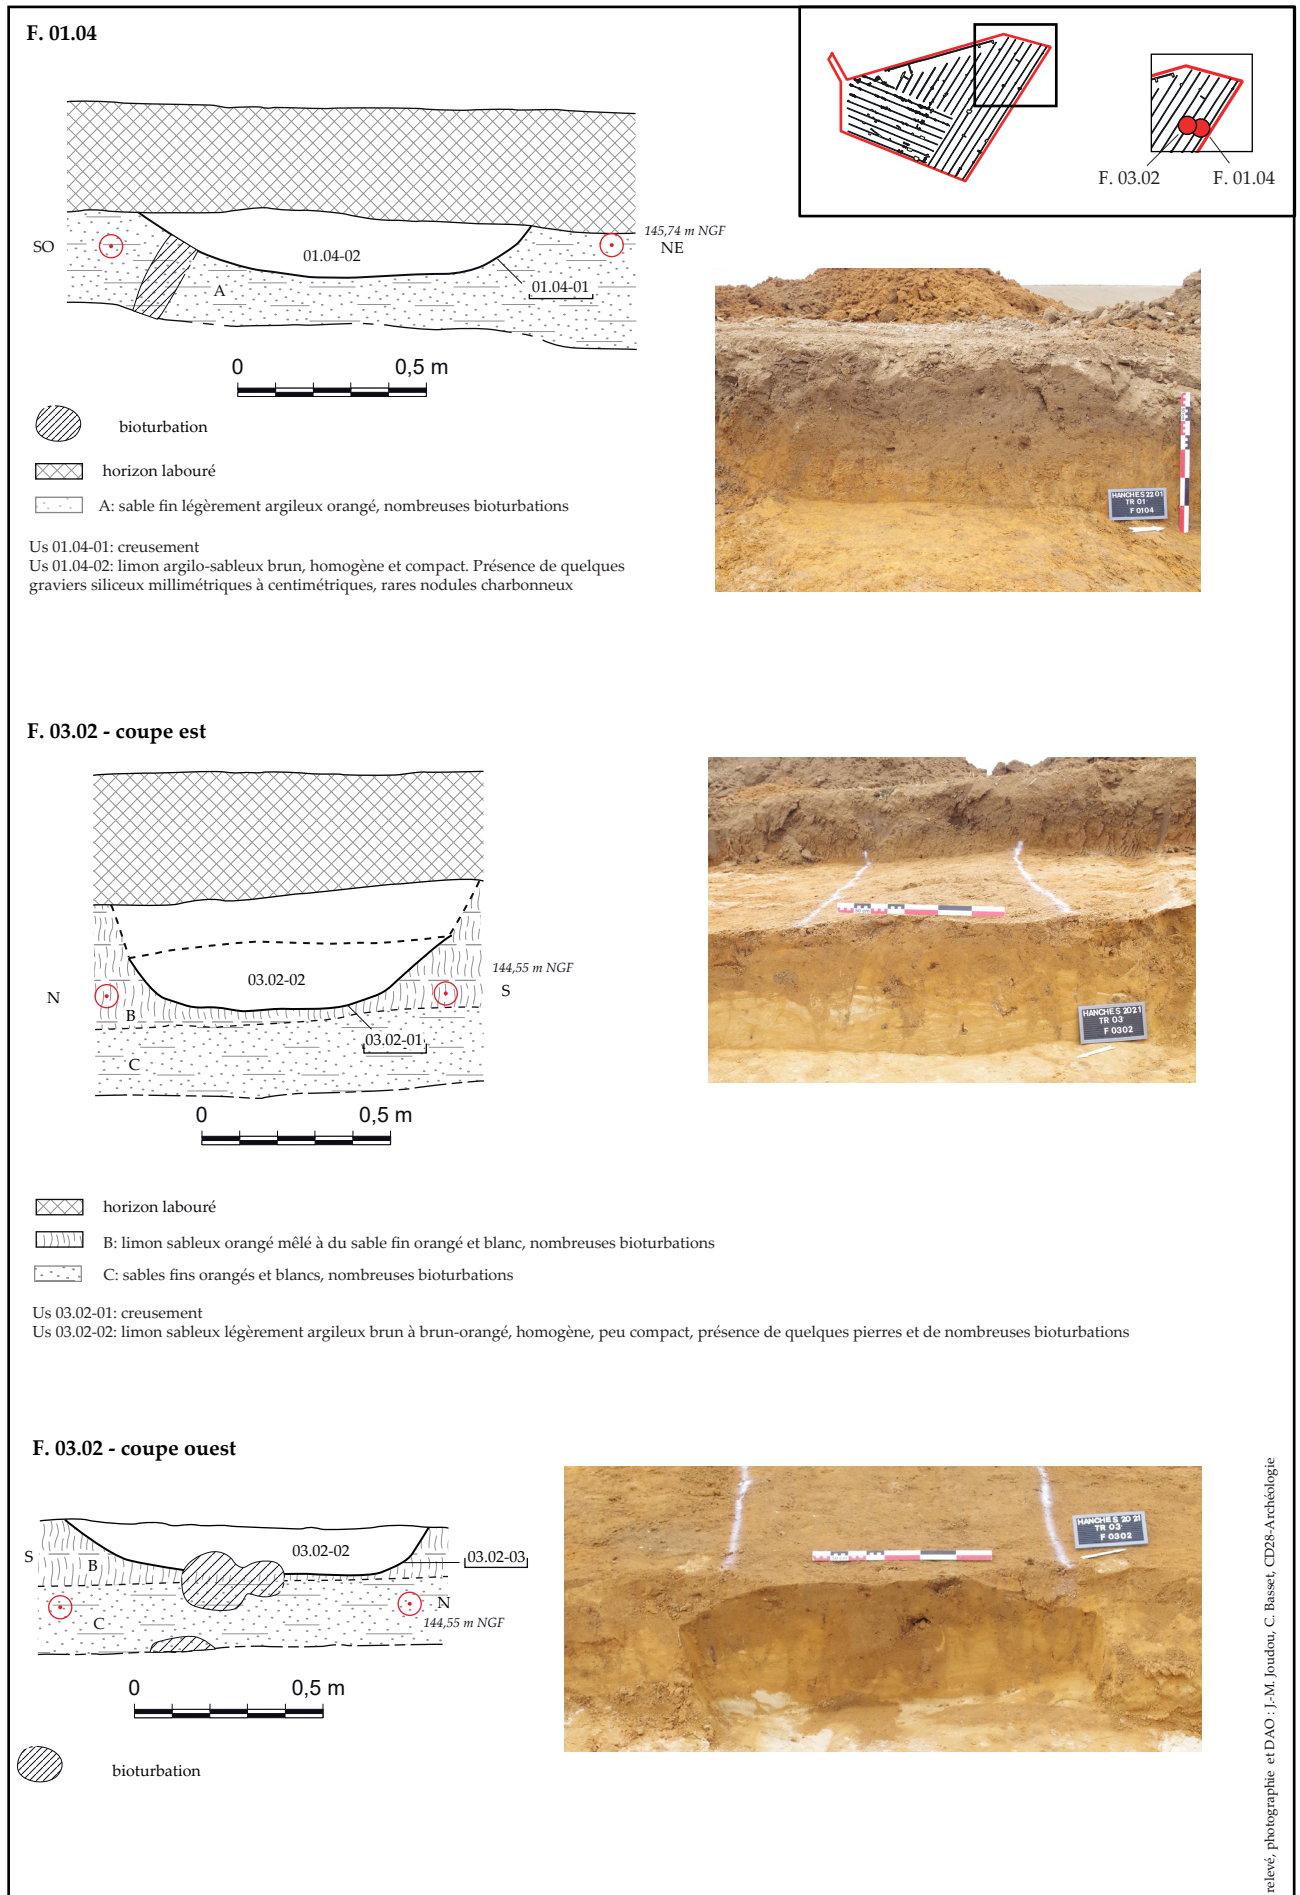 F. 01.04
F. 03.02
F. 01.04
SO
01.04-02
A
01.04-01
145,74 m NGF
NE
0
0,5 m
bioturbation
horizon labouré
A: sable fin légèrement argileux orangé, nombreuses bioturbations
Us 01.04-01: creusement
Us 01.04-02: limon argilo-sableux brun, homogène et compact. Présence de quelques
graviers siliceux millimétriques à centimétriques, rares nodules charbonneux
HANCHES 2201
TR 01
F 0104
F. 03.02 - coupe est
N
03.02-02
B
03.02-01
C
144,55 m NGF
S
0
0,5 m
HANCHES 2021
TR 03
F 0302
horizon labouré
B: limon sableux orangé mêlé à du sable fin orangé et blanc, nombreuses bioturbations
C: sables fins orangés et blancs, nombreuses bioturbations
Us 03.02-01: creusement
Us 03.02-02: limon sableux légèrement argileux brun à brun-orangé, homogène, peu compact, présence de quelques pierres et de nombreuses bioturbations
F. 03.02 - coupe ouest
S
B
03.02-02
03.02-03
C
N
144,55 m NGF
0
0,5 m
bioturbation
HANCHES 2021
TR 03
F 0302
relevé, photographie et DAO : J.-M. Joudou, C. Basset, CD28-Archéologie